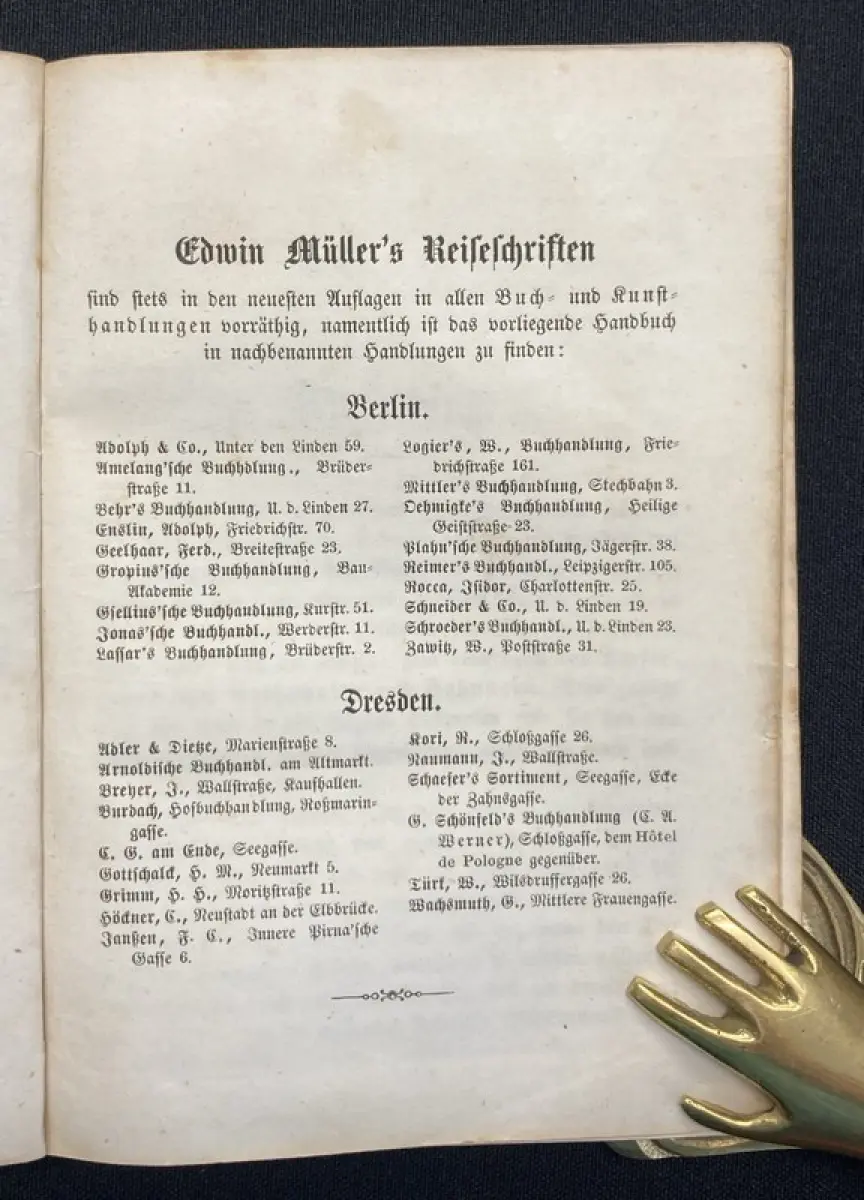 Edwin Müller's Reiseschriften
sind stets in den neuesten Auflagen in allen Buch- und Kunst-
handlungen vorräthig, namentlich ist das vorliegende Handbuch
in nachbenannten Handlungen zu finden:
Berlin.
Adolph & Co., Unter den Linden 59.
Amelang'sche Buchhdlung., Brüder-
straße 11.
Behr's Buchhandlung, U. d. Linden 27.
Enslin, Adolph, Friedrichstr. 70.
Geelhaar, Ferd., Breitestraße 23.
Gropius'sche Buchhandlung, Bau-
Akademie 12.
Gsellius'sche Buchhandlung, Kurstr. 51.
Jonas'sche Buchhandl., Werderstr. 11.
Lassar's Buchhandlung, Brüderstr. 2.
Logier's, W., Buchhandlung, Frie-
drichstraße 161.
Mittler's Buchhandlung, Stechbahn 3.
Oehmigke's Buchhandlung, Heilige
Geiststraße 23.
Plahn'sche Buchhandlung, Jägerstr. 38.
Reimer's Buchhandl., Leipzigerstr. 105.
Rocca, Isidor, Charlottenstr. 25.
Schneider & Co., U. d. Linden 19.
Schroeder's Buchhandl., U. d. Linden 23.
Zawitz, W., Poststraße 31.
Dresden.
Adler & Dietze, Marienstraße 8.
Arnoldische Buchhandl. am Altmarkt.
Breyer, J., Wallstraße, Kaufhallen.
Burdach, Hofbuchhandlung, Roßmarin-
gasse.
C. G. am Ende, Seegasse.
Gottschalck, H. M., Neumarkt 5.
Grimm, H. H., Moritzstraße 11.
Höckner, C., Neustadt an der Elbbrücke.
Janßen, F. C., Innere Pirna'sche
Gasse 6.
Kori, R., Schloßgasse 26.
Naumann, J., Wallstraße.
Schaefer's Sortiment, Seegasse, Ecke
der Zahnsgasse.
G. Schönfeld's Buchhandlung (C. A.
Werner), Schloßgasse, dem Hôtel
de Pologne gegenüber.
Türk, W., Wilsdruffergasse 26.
Wachsmuth, G., Mittlere Frauengasse.